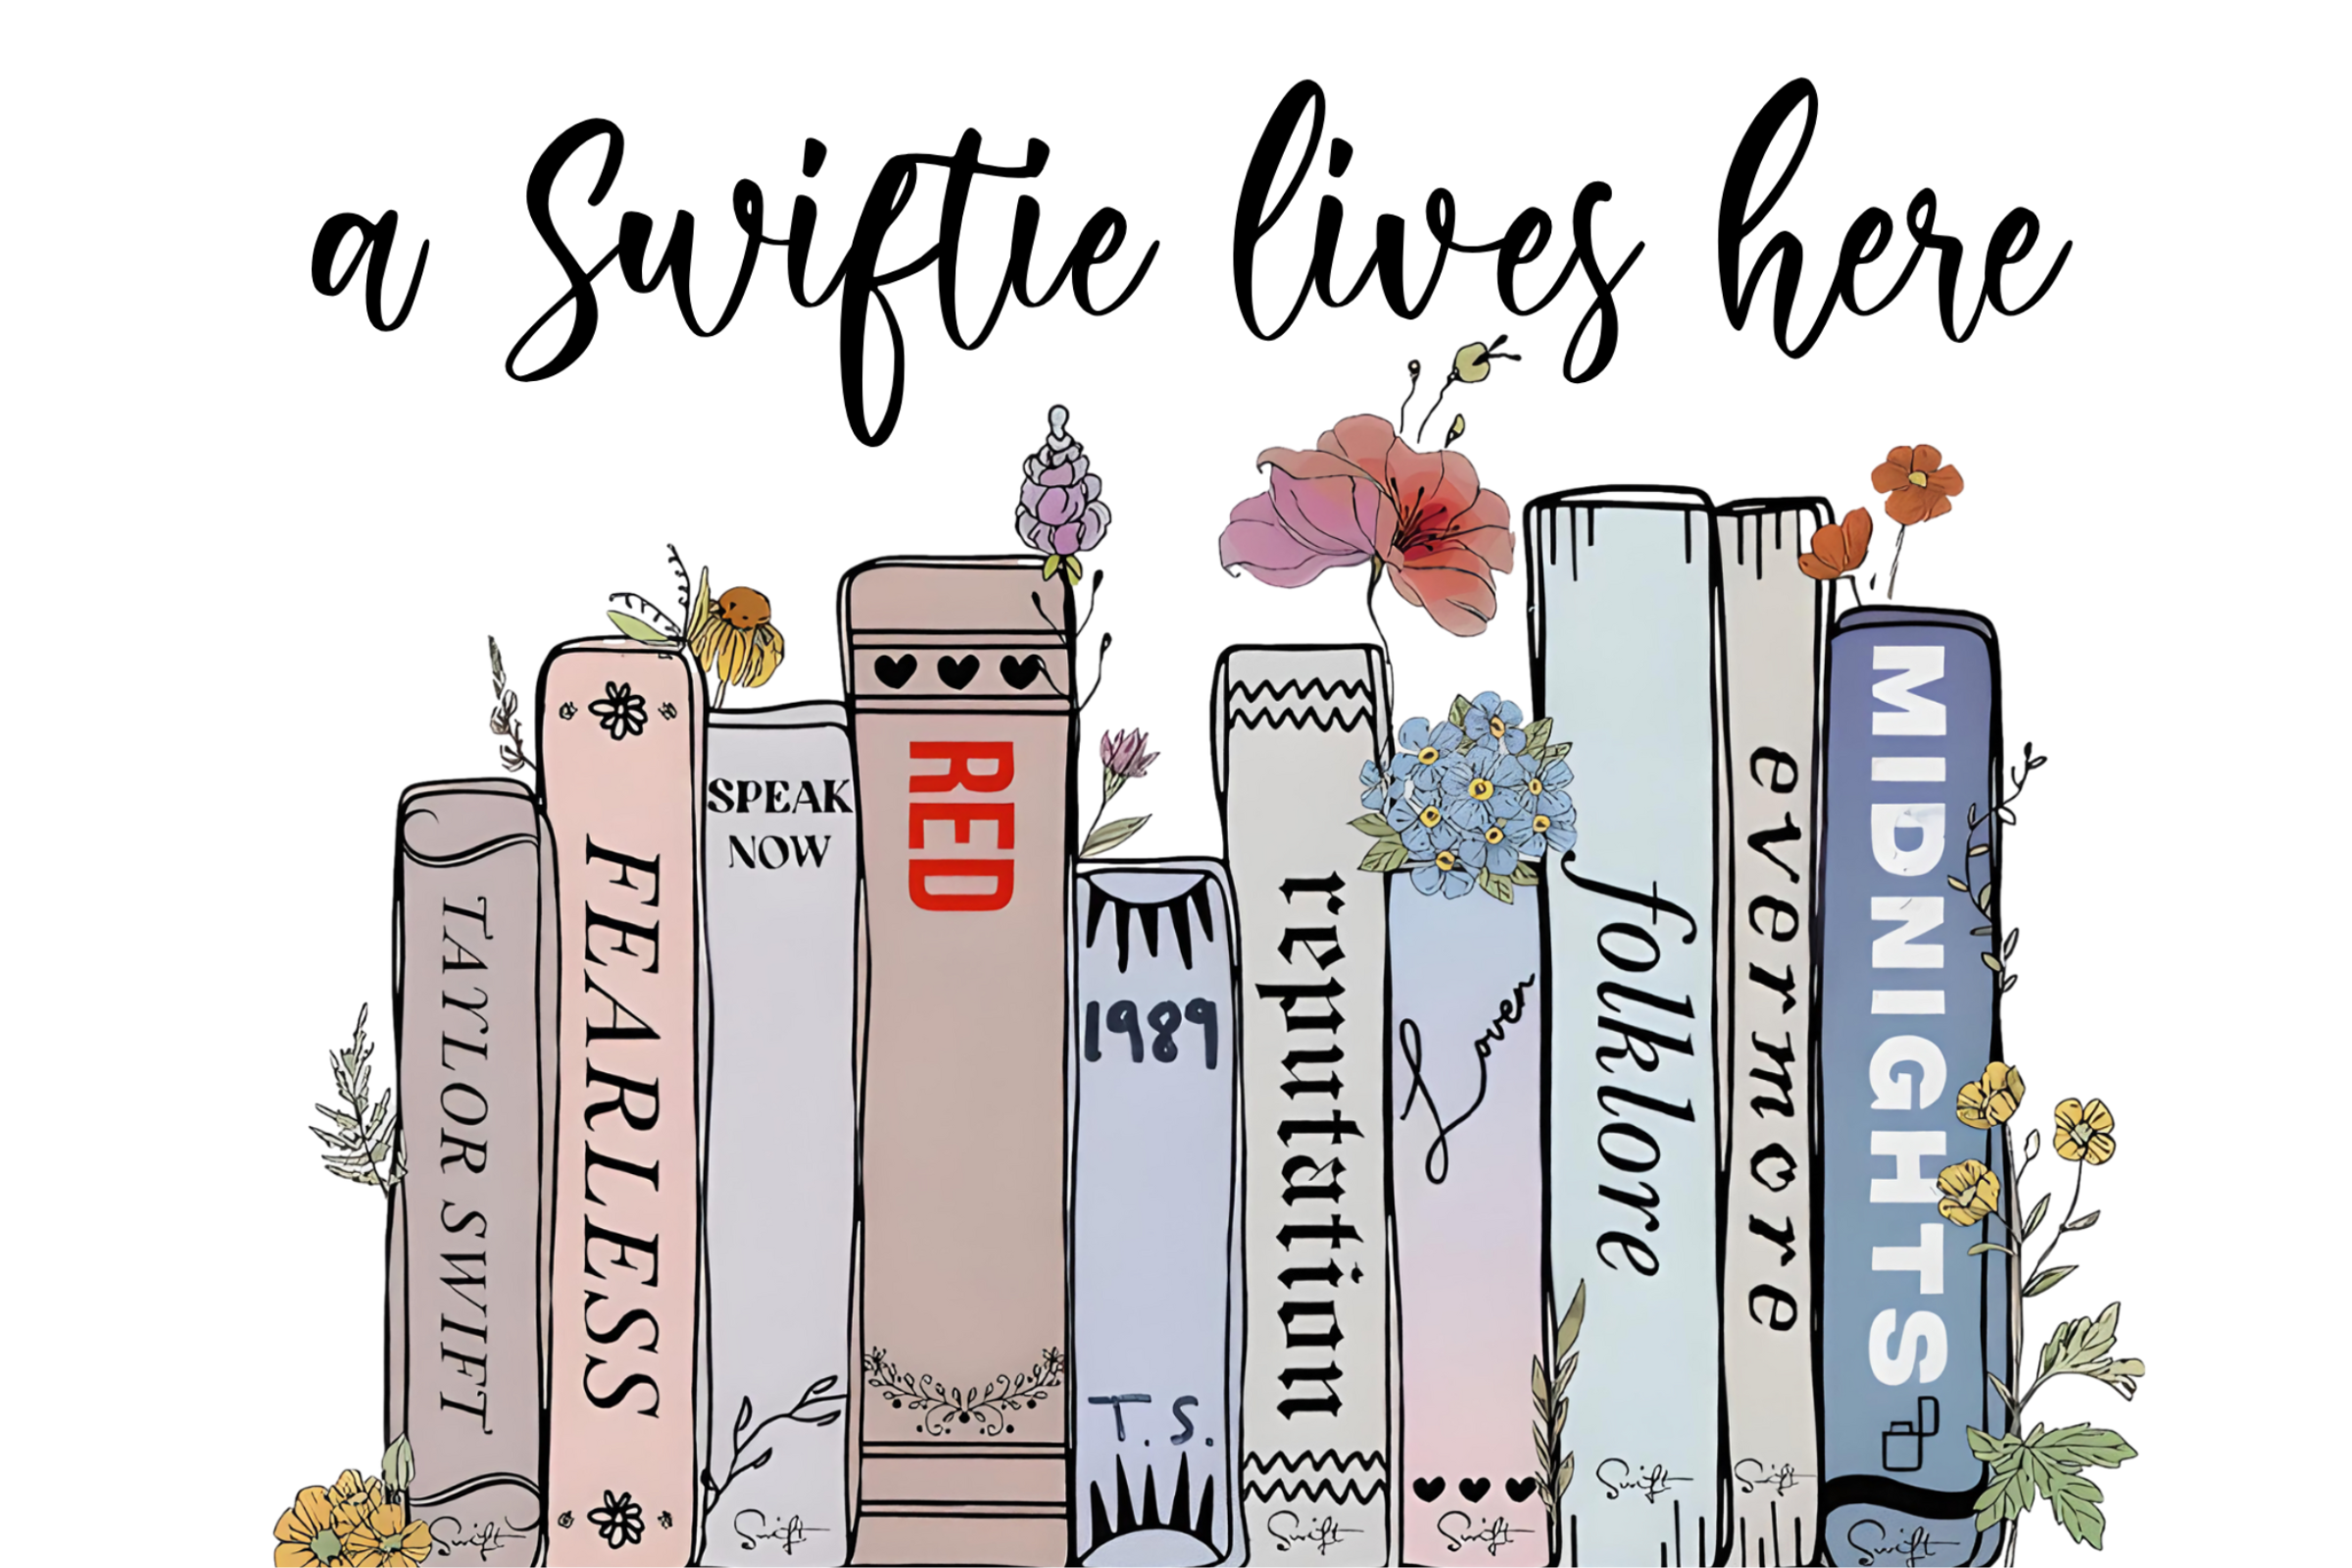 a Swiftie lives here
TAYLOR SWIFT
Swift
FEARLESS
SPEAK
NOW
Swift
RED
1989
T.S.
reputation
Swift
Lover
Swift
folklore
Swift
evermore
Swift
MIDNIGHTS
Swift